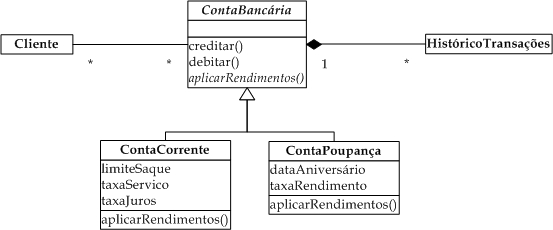 ContaBancária
Cliente
creditar()
debitar()
aplicarRendimentos()
HistóricoTransações
* * 1 *
ContaCorrente
limiteSaque
taxaServico
taxaJuros
aplicarRendimentos()
ContaPoupança
dataAniversário
taxaRendimento
aplicarRendimentos()